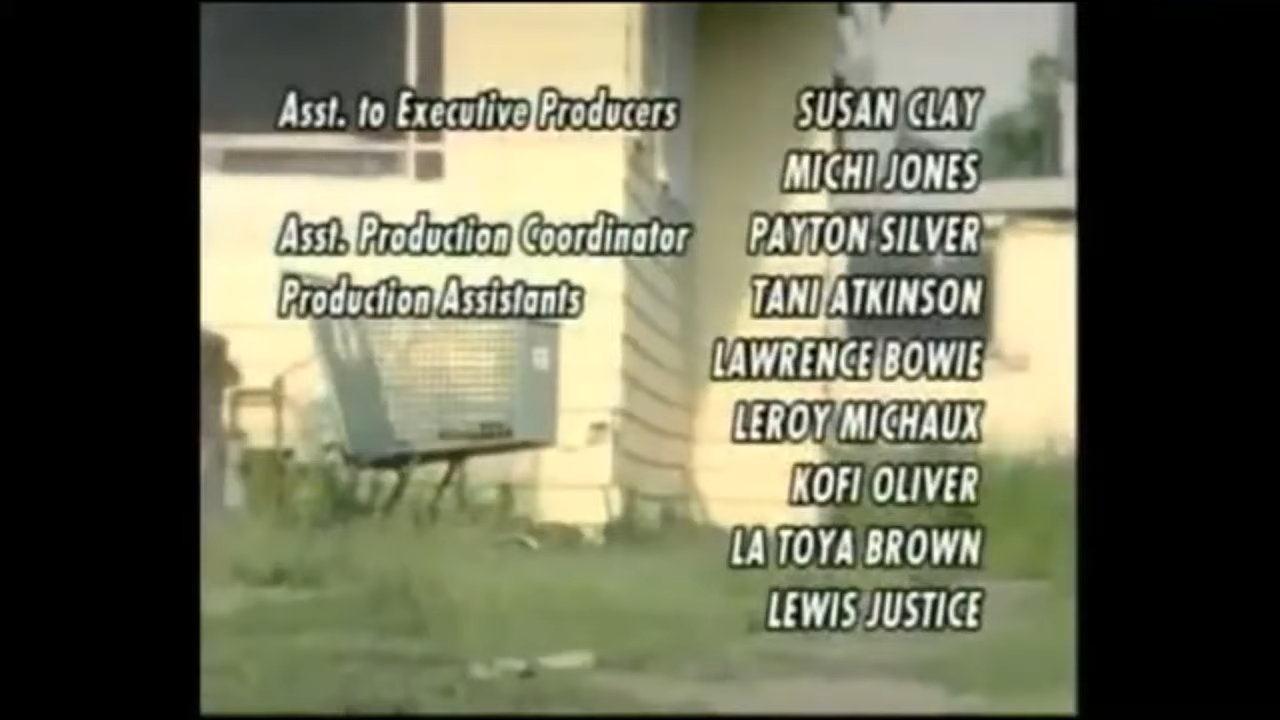 Asst. to Executive Producers SUSAN CLAY
MICHI JONES
Asst. Production Coordinator PAYTON SILVER
Production Assistants TANI ATKINSON
LAWRENCE BOWIE
LEROY MICHAUX
KOFI OLIVER
LA TOYA BROWN
LEWIS JUSTICE